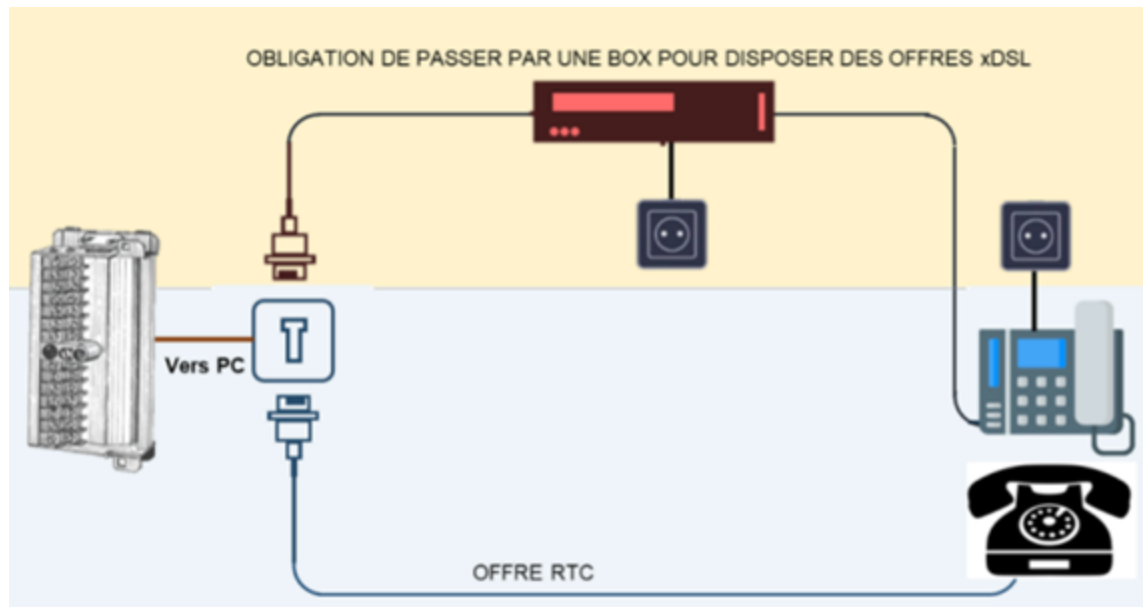 OBLIGATION DE PASSER PAR UNE BOX POUR DISPOSER DES OFFRES xDSL
Vers PC
OFFRE RTC